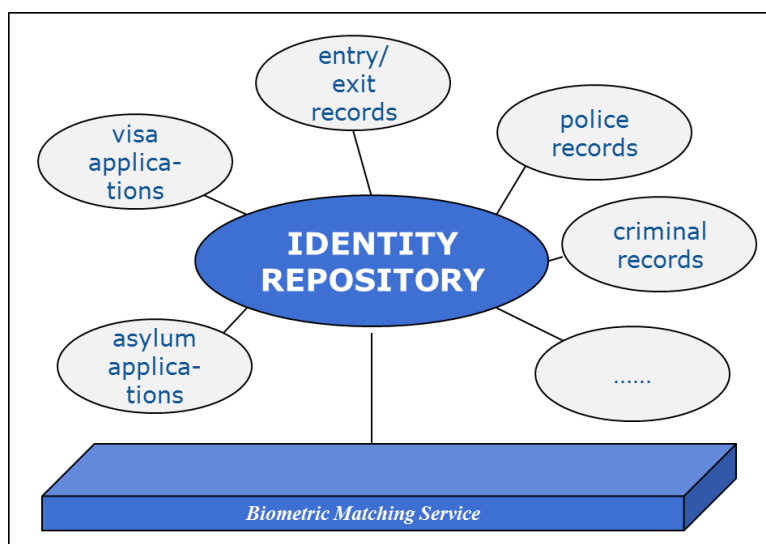 entry/
exit
records
visa
applica-
tions
police
records
IDENTITY
REPOSITORY
criminal
records
asylum
applica-
tions
......
Biometric Matching Service